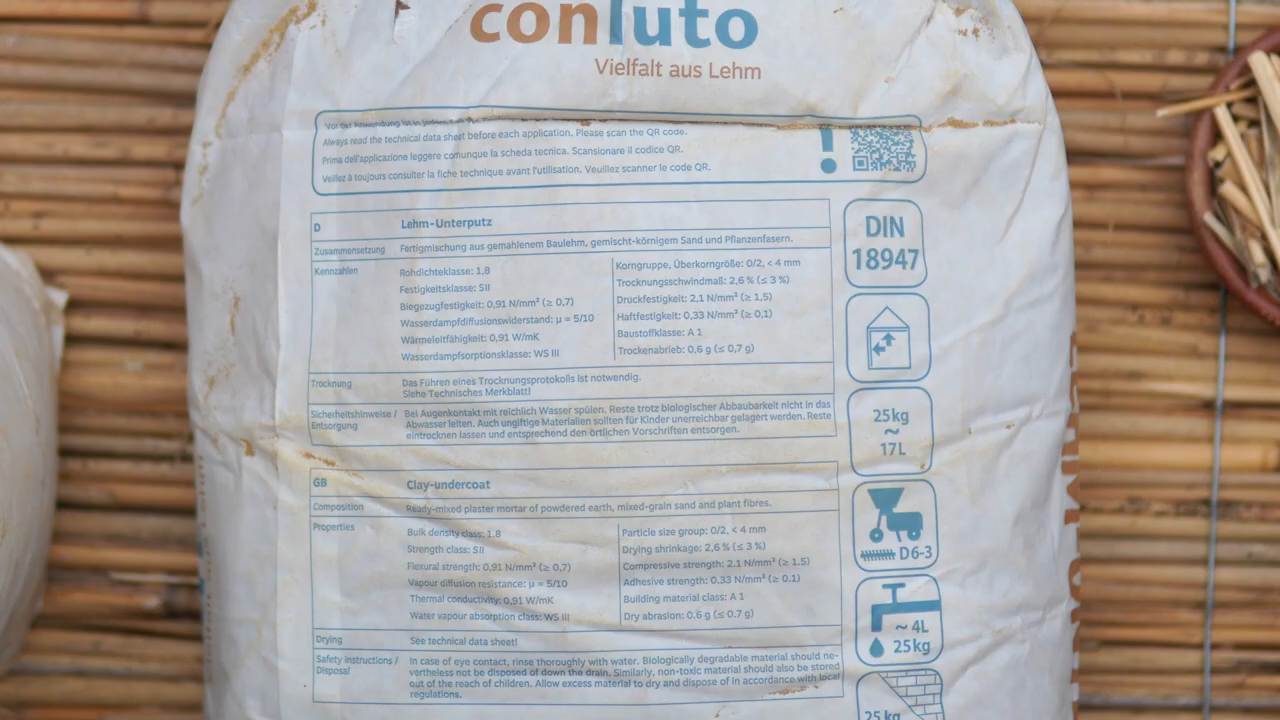 conluto
Vielfalt aus Lehm
Vor der Anwendung ist in jedem
Always read the technical data sheet before each application. Please scan the QR code.
Prima dell'applicazione leggere comunque la scheda tecnica. Scansionare il codice QR.
Veillez à toujours consulter la fiche technique avant l'utilisation. Veuillez scanner le code QR.
!
D Lehm-Unterputz
Zusammensetzung Fertigmischung aus gemahlenem Baulehm, gemischt-körnigem Sand und Pflanzenfasern.
Kennzahlen
Rohdichteklasse: 1,8
Festigkeitsklasse: SII
Biegezugfestigkeit: 0,91 N/mm² (≥ 0,7)
Wasserdampfdiffusionswiderstand: µ = 5/10
Wärmeleitfähigkeit: 0,91 W/mK
Wasserdampfsorptionsklasse: WS III
Korngruppe, Überkorngröße: 0/2, < 4 mm
Trocknungsschwindmaß: 2,6 % (≤ 3 %)
Druckfestigkeit: 2,1 N/mm² (≥ 1,5)
Haftfestigkeit: 0,33 N/mm² (≥ 0,1)
Baustoffklasse: A 1
Trockenabrieb: 0,6 g (≤ 0,7 g)
Trocknung
Das Führen eines Trocknungsprotokolls ist notwendig.
Siehe Technisches Merkblatt!
Sicherheitshinweise /
Entsorgung
Bei Augenkontakt mit reichlich Wasser spülen. Reste trotz biologischer Abbaubarkeit nicht in das
Abwasser leiten. Auch ungiftige Materialien sollten für Kinder unerreichbar gelagert werden. Reste
eintrocknen lassen und entsprechend den örtlichen Vorschriften entsorgen.
DIN
18947
25 kg
~
17L
GB Clay-undercoat
Composition Ready-mixed plaster mortar of powdered earth, mixed-grain sand and plant fibres.
Properties
Bulk density class: 1.8
Strength class: SII
Flexural strength: 0,91 N/mm² (≥ 0,7)
Vapour diffusion resistance: µ = 5/10
Thermal conductivity: 0,91 W/mK
Water vapour absorption class: WS III
Particle size group: 0/2, < 4 mm
Drying shrinkage: 2,6 % (≤ 3 %)
Compressive strength: 2.1 N/mm² (≥ 1.5)
Adhesive strength: 0.33 N/mm² (≥ 0.1)
Building material class: A 1
Dry abrasion: 0.6 g (≤ 0.7 g)
Drying See technical data sheet!
Safety instructions /
Disposal
In case of eye contact, rinse thoroughly with water. Biologically degradable material should ne-
vertheless not be disposed of down the drain. Similarly, non-toxic material should also be stored
out of the reach of children. Allow excess material to dry and dispose of in accordance with local
regulations.
D 6-3
~ 4L
25kg
25 kg